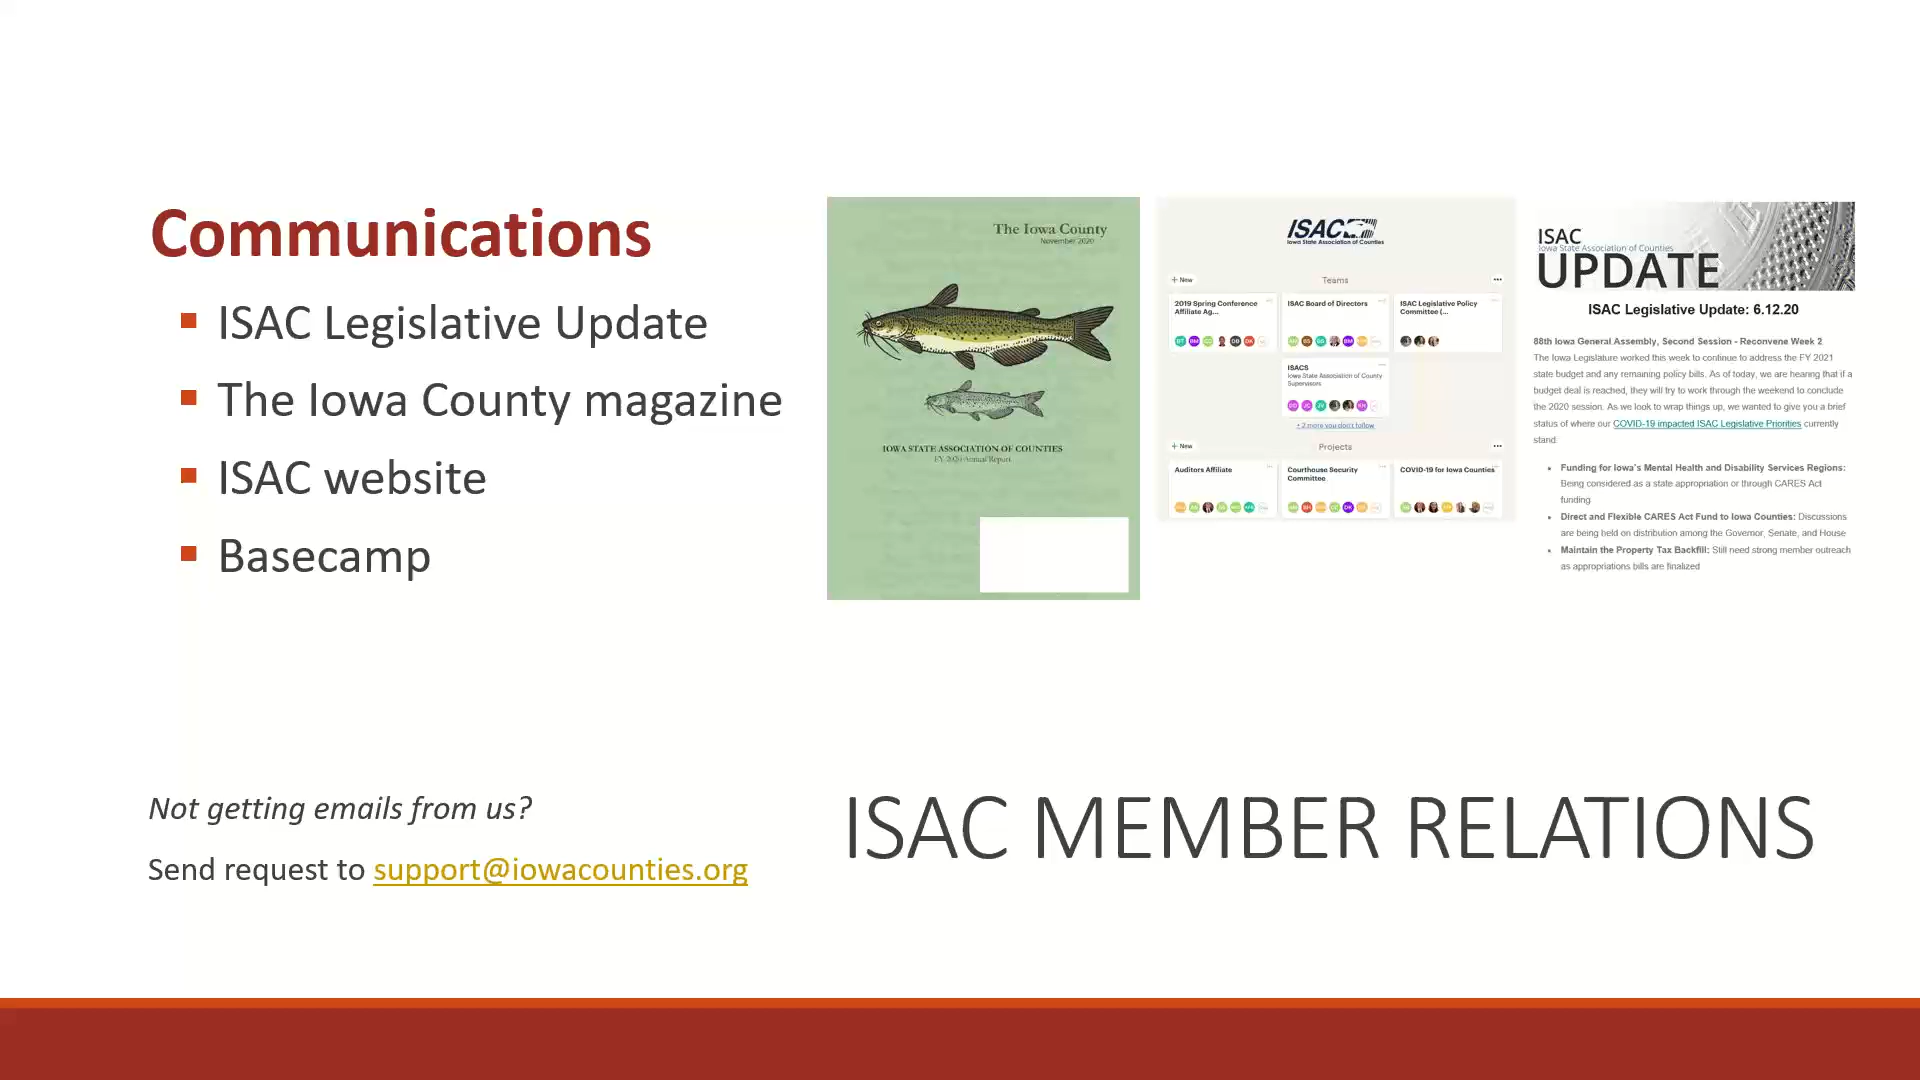 Communications
ISAC Legislative Update
The Iowa County magazine
ISAC website
Basecamp
Not getting emails from us?
Send request to support@iowacounties.org
The Iowa County
November 2020
IOWA STATE ASSOCIATION OF COUNTIES
FY 2020 Annual Report
ISAC
Iowa State Association of Counties
+ New
Teams
2019 Spring Conference
Affiliate Ag...
ISAC Board of Directors
ISAC Legislative Policy
Committee (...
ISACS
Iowa State Association of County
Supervisors
+ 2 more you don't follow
+ New
Projects
Auditors Affiliate
Courthouse Security
Committee
COVID-19 for Iowa Counties
ISAC
Iowa State Association of Counties
UPDATE
ISAC Legislative Update: 6.12.20
88th Iowa General Assembly, Second Session - Reconvene Week 2
The Iowa Legislature worked this week to continue to address the FY 2021
state budget and any remaining policy bills. As of today, we are hearing that if a
budget deal is reached, they will try to work through the weekend to conclude
the 2020 session. As we look to wrap things up, we wanted to give you a brief
status of where our COVID-19 impacted ISAC Legislative Priorities currently
stand.
Funding for Iowa's Mental Health and Disability Services Regions:
Being considered as a state appropriation or through CARES Act
funding
Direct and Flexible CARES Act Fund to Iowa Counties: Discussions
are being held on distribution among the Governor, Senate, and House
Maintain the Property Tax Backfill: Still need strong member outreach
as appropriations bills are finalized
ISAC MEMBER RELATIONS